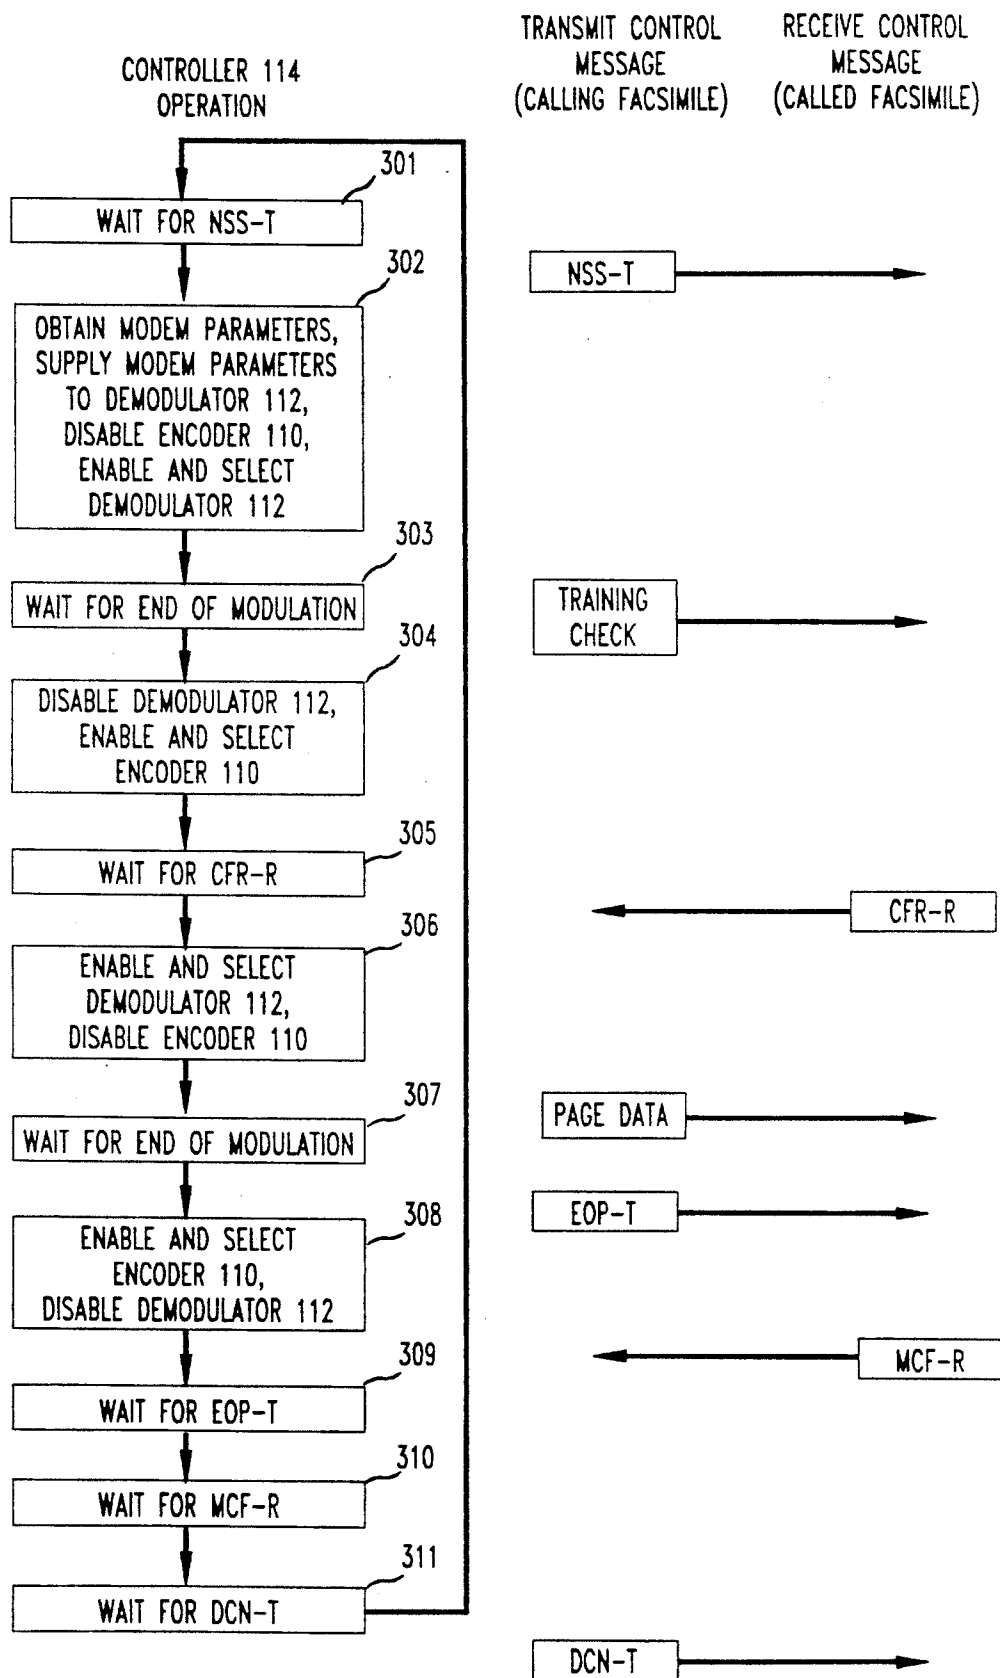 CONTROLLER 114
OPERATION
TRANSMIT CONTROL
MESSAGE
(CALLING FACSIMILE)
RECEIVE CONTROL
MESSAGE
(CALLED FACSIMILE)
301
WAIT FOR NSS-T
302
OBTAIN MODEM PARAMETERS,
SUPPLY MODEM PARAMETERS
TO DEMODULATOR 112,
DISABLE ENCODER 110,
ENABLE AND SELECT
DEMODULATOR 112
303
WAIT FOR END OF MODULATION
304
DISABLE DEMODULATOR 112,
ENABLE AND SELECT
ENCODER 110
305
WAIT FOR CFR-R
306
ENABLE AND SELECT
DEMODULATOR 112,
DISABLE ENCODER 110
307
WAIT FOR END OF MODULATION
308
ENABLE AND SELECT
ENCODER 110,
DISABLE DEMODULATOR 112
309
WAIT FOR EOP-T
310
WAIT FOR MCF-R
311
WAIT FOR DCN-T
NSS-T
TRAINING
CHECK
CFR-R
PAGE DATA
EOP-T
MCF-R
DCN-T